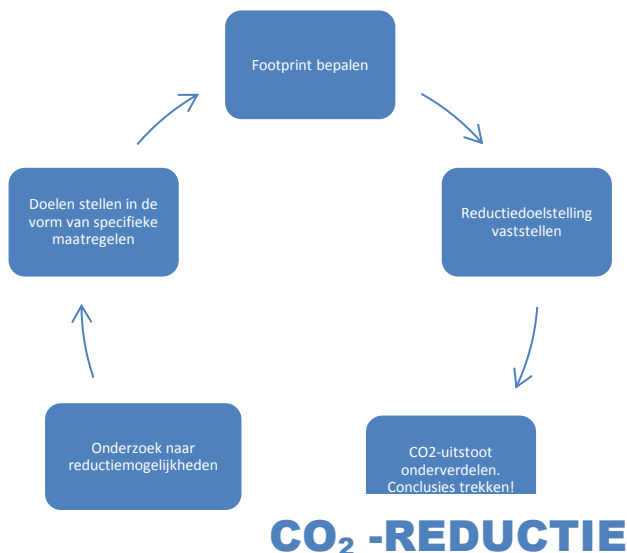 Footprint bepalen
Reductiedoelstelling
vaststellen
CO2-uitstoot
onderverdelen.
Conclusies trekken!
Onderzoek naar
reductiemogelijkheden
Doelen stellen in de
vorm van specifieke
maatregelen
CO₂ -REDUCTIE